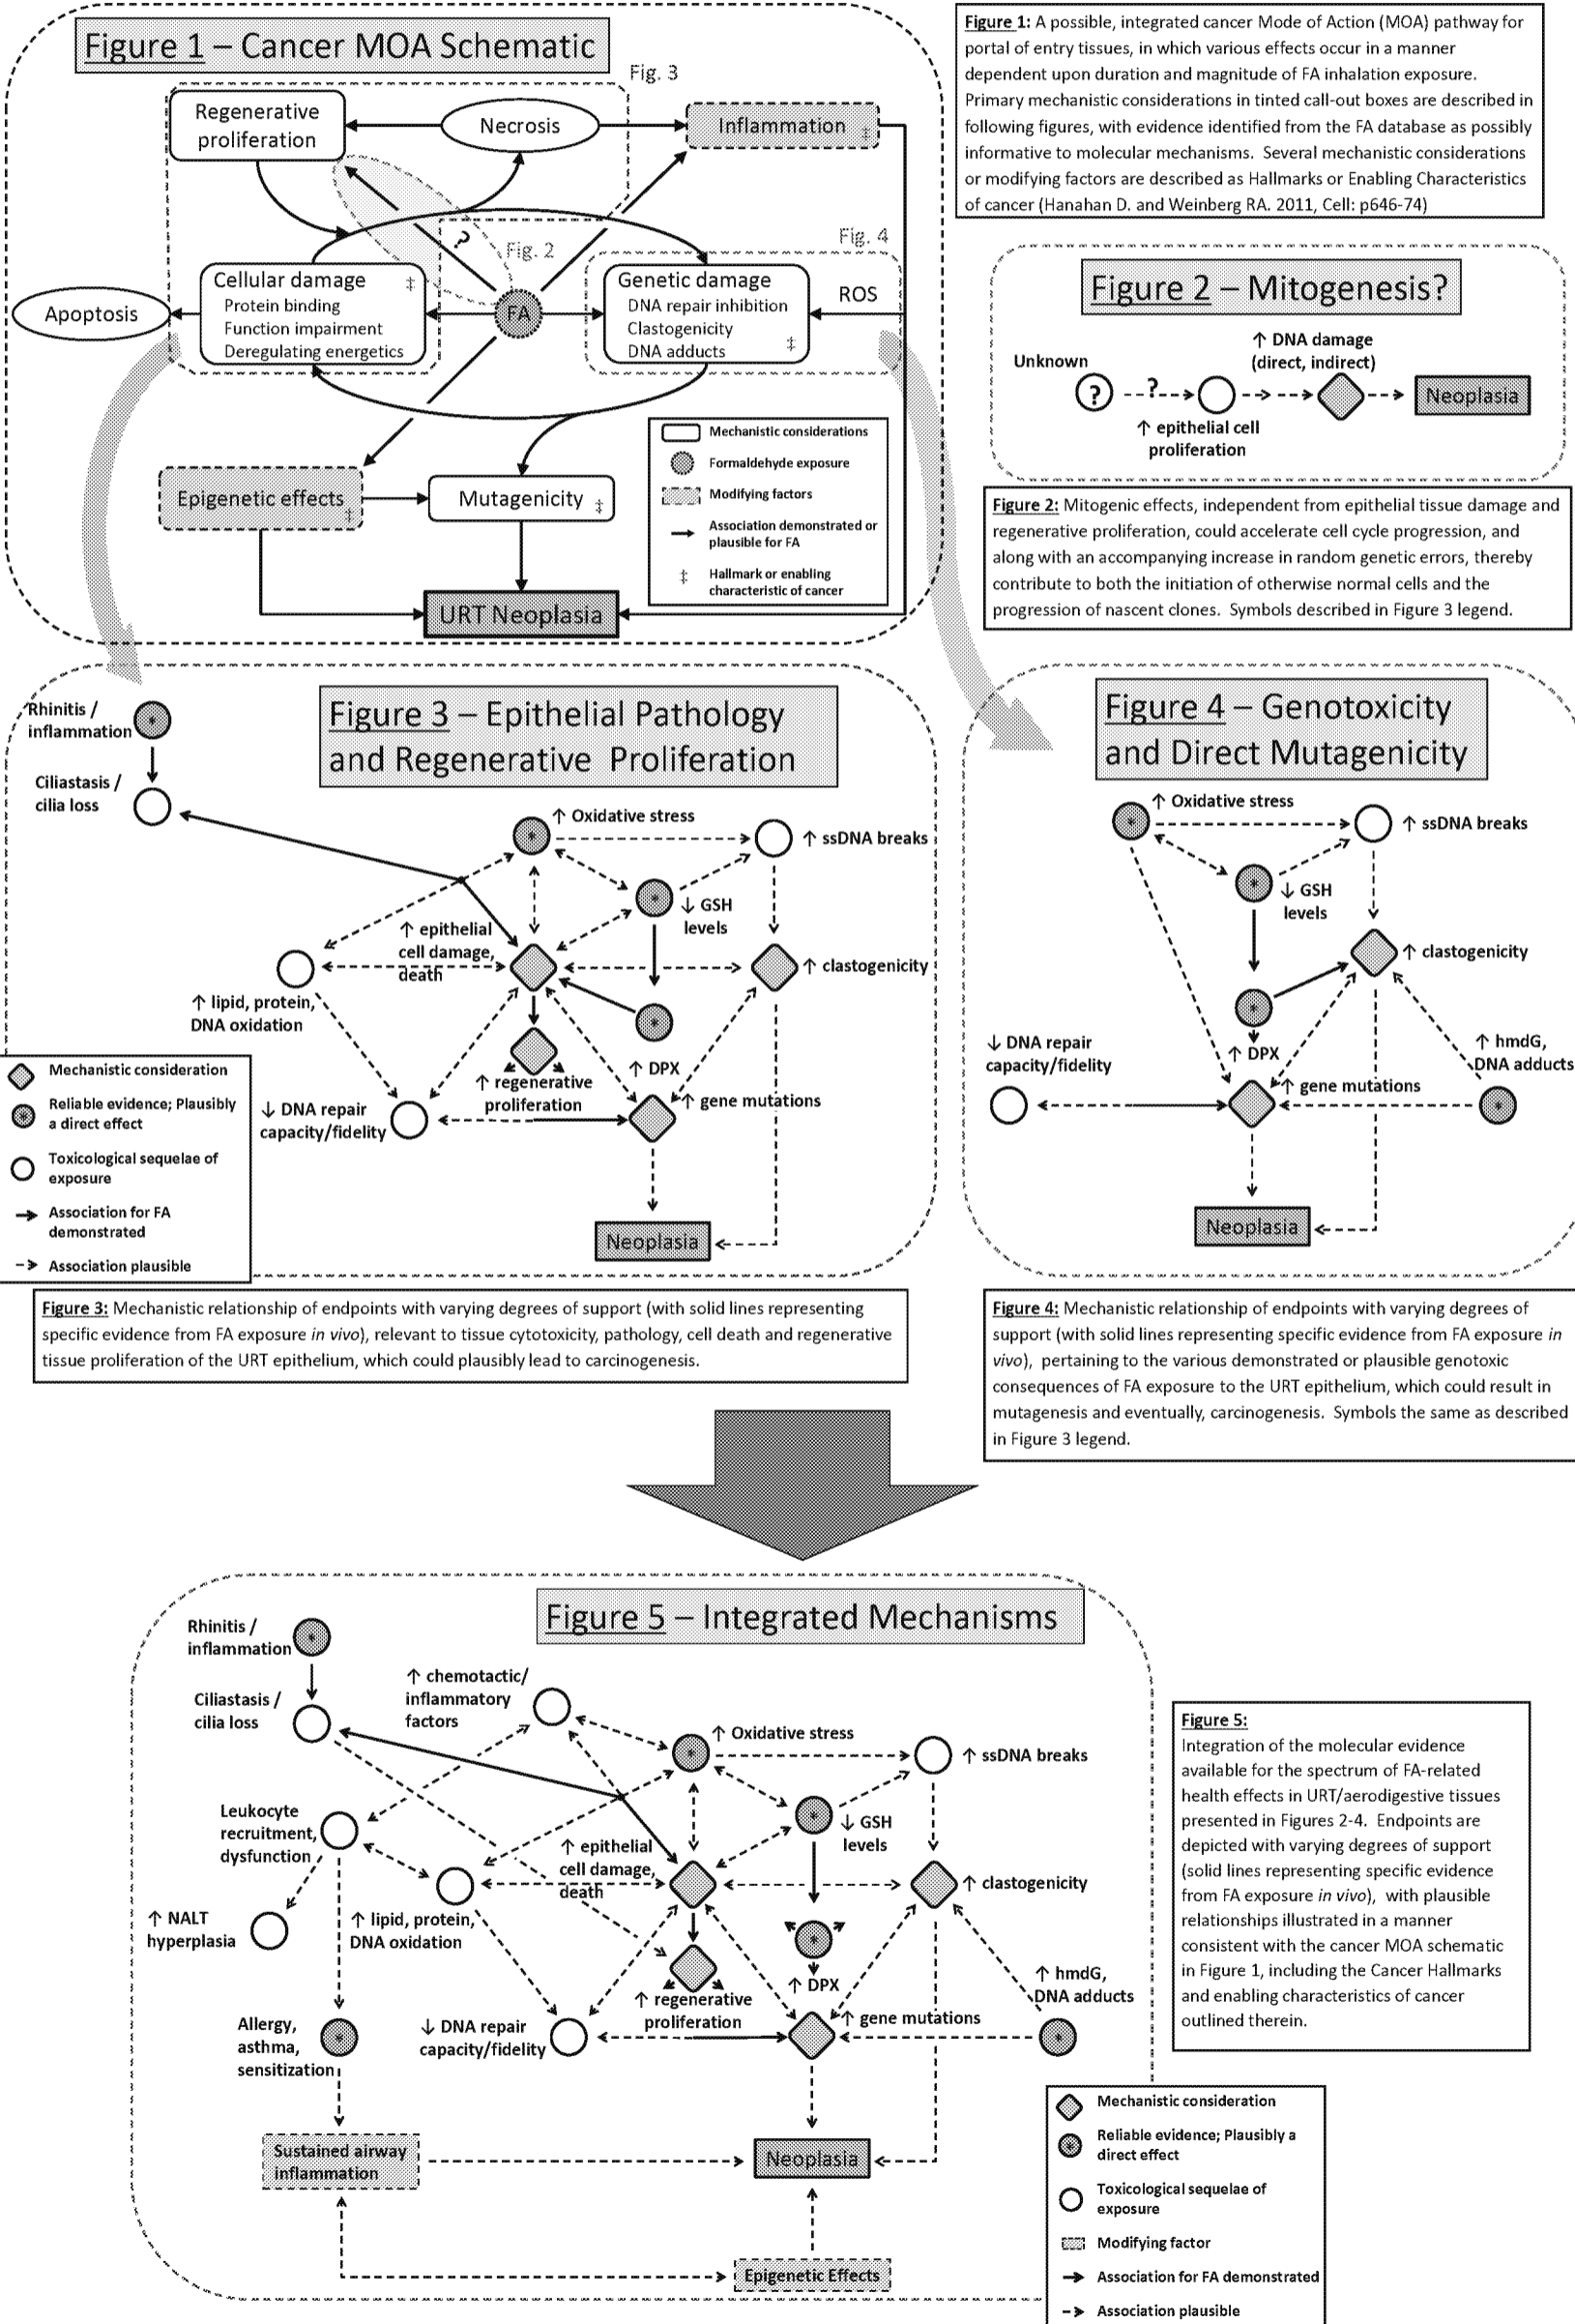 Figure 1 – Cancer MOA Schematic
Fig. 3
Regenerative
proliferation
Necrosis
Inflammation ‡
?
Fig. 2
Fig. 4
Cellular damage ‡
Protein binding
Function impairment
Deregulating energetics
Apoptosis
FA
Genetic damage
DNA repair inhibition
Clastogenicity
DNA adducts ‡
ROS
Epigenetic effects ‡
Mutagenicity ‡
URT Neoplasia
Mechanistic considerations
Formaldehyde exposure
Modifying factors
Association demonstrated or
plausible for FA
‡ Hallmark or enabling
characteristic of cancer
Figure 1: A possible, integrated cancer Mode of Action (MOA) pathway for
portal of entry tissues, in which various effects occur in a manner
dependent upon duration and magnitude of FA inhalation exposure.
Primary mechanistic considerations in tinted call-out boxes are described in
following figures, with evidence identified from the FA database as possibly
informative to molecular mechanisms.  Several mechanistic considerations
or modifying factors are described as Hallmarks or Enabling Characteristics
of cancer (Hanahan D. and Weinberg RA. 2011, Cell: p646-74)
Figure 2 – Mitogenesis?
Unknown
?
?
↑ epithelial cell
proliferation
↑ DNA damage
(direct, indirect)
Neoplasia
Figure 2: Mitogenic effects, independent from epithelial tissue damage and
regenerative proliferation, could accelerate cell cycle progression, and
along with an accompanying increase in random genetic errors, thereby
contribute to both the initiation of otherwise normal cells and the
progression of nascent clones.  Symbols described in Figure 3 legend.
Figure 3 – Epithelial Pathology
and Regenerative  Proliferation
Rhinitis /
inflammation
Ciliastasis /
cilia loss
↑ Oxidative stress
↑ ssDNA breaks
↓ GSH
levels
↑ epithelial
cell damage,
death
↑ clastogenicity
↑ lipid, protein,
DNA oxidation
↑ DPX
↑ regenerative
proliferation
↑ gene mutations
↓ DNA repair
capacity/fidelity
Neoplasia
Mechanistic consideration
Reliable evidence; Plausibly
a direct effect
Toxicological sequelae of
exposure
Association for FA
demonstrated
Association plausible
Figure 3: Mechanistic relationship of endpoints with varying degrees of support (with solid lines representing
specific evidence from FA exposure in vivo), relevant to tissue cytotoxicity, pathology, cell death and regenerative
tissue proliferation of the URT epithelium, which could plausibly lead to carcinogenesis.
Figure 4 – Genotoxicity
and Direct Mutagenicity
↑ Oxidative stress
↑ ssDNA breaks
↓ GSH
levels
↑ clastogenicity
↓ DNA repair
capacity/fidelity
↑ DPX
↑ hmdG,
DNA adducts
↑ gene mutations
Neoplasia
Figure 4: Mechanistic relationship of endpoints with varying degrees of
support (with solid lines representing specific evidence from FA exposure in
vivo),  pertaining to the various demonstrated or plausible genotoxic
consequences of FA exposure to the URT epithelium, which could result in
mutagenesis and eventually, carcinogenesis.  Symbols the same as described
in Figure 3 legend.
Figure 5 – Integrated Mechanisms
Rhinitis /
inflammation
Ciliastasis /
cilia loss
↑ chemotactic/
inflammatory
factors
↑ Oxidative stress
↑ ssDNA breaks
Leukocyte
recruitment,
dysfunction
↓ GSH
levels
↑ epithelial
cell damage,
death
↑ clastogenicity
↑ NALT
hyperplasia
↑ lipid, protein,
DNA oxidation
↑ DPX
↑ hmdG,
DNA adducts
↑ regenerative
proliferation
↑ gene mutations
Allergy,
asthma,
sensitization
↓ DNA repair
capacity/fidelity
Sustained airway
inflammation
Neoplasia
Epigenetic Effects
Figure 5:
Integration of the molecular evidence
available for the spectrum of FA-related
health effects in URT/aerodigestive tissues
presented in Figures 2-4.  Endpoints are
depicted with varying degrees of support
(solid lines representing specific evidence
from FA exposure in vivo),  with plausible
relationships illustrated in a manner
consistent with the cancer MOA schematic
in Figure 1, including the Cancer Hallmarks
and enabling characteristics of cancer
outlined therein.
Mechanistic consideration
Reliable evidence; Plausibly a
direct effect
Toxicological sequelae of
exposure
Modifying factor
Association for FA demonstrated
Association plausible